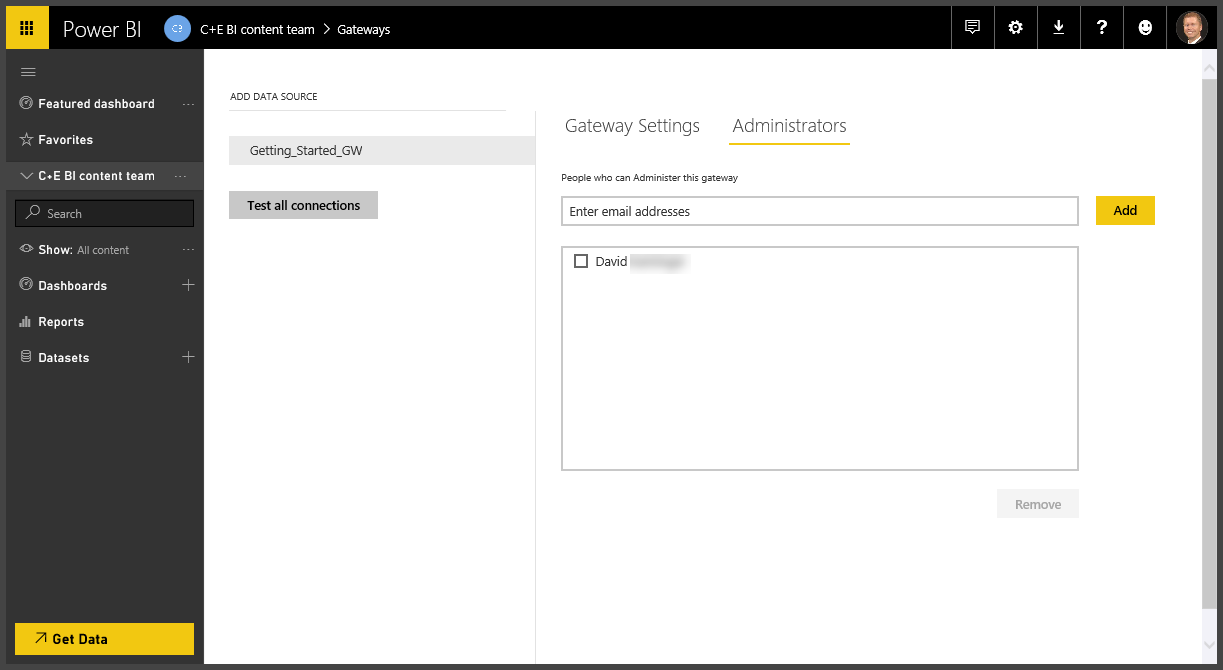 Power BI
C3
C+E BI content team > Gateways
?
Featured dashboard ...
Favorites
C+E BI content team ...
Search
Show: All content ...
Dashboards +
Reports
Datasets +
Get Data
ADD DATA SOURCE
Getting_Started_GW
Test all connections
Gateway Settings
Administrators
People who can Administer this gateway
Enter email addresses
Add
David
Remove